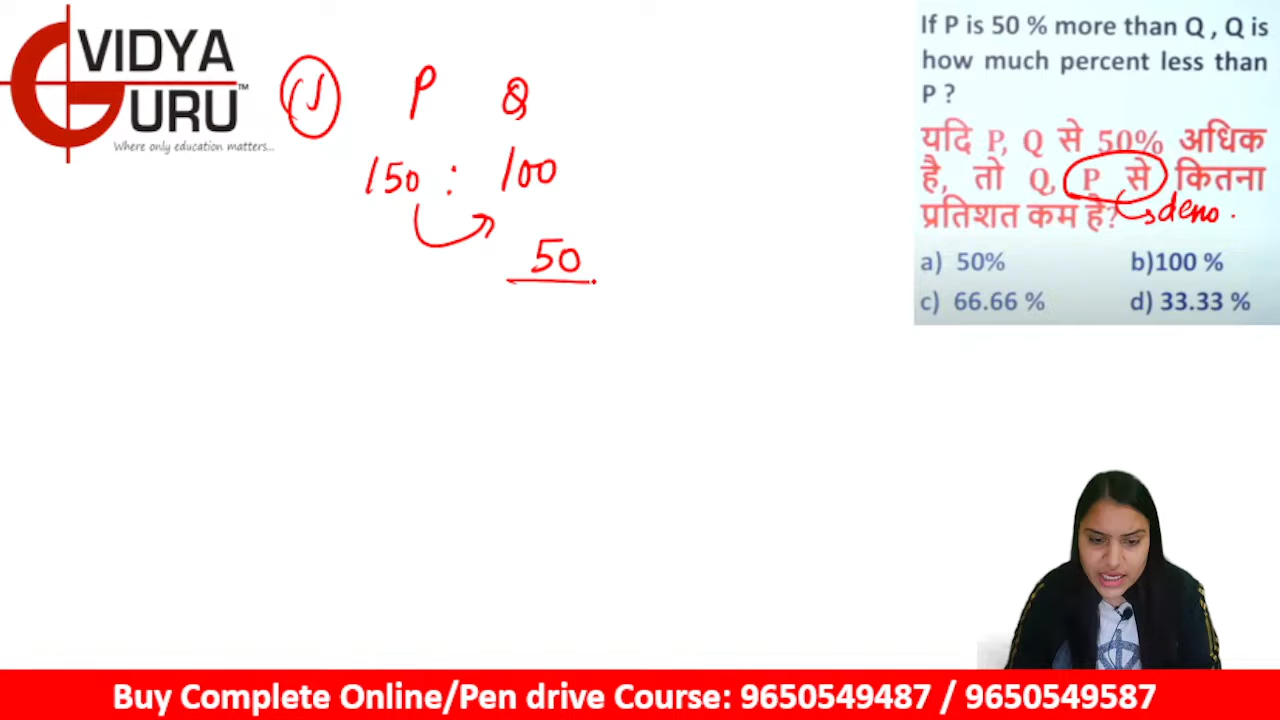 VIDYA
GURU™
Where only education matters...
(1) P Q
150 : 100
50
If P is 50 % more than Q , Q is
how much percent less than
P ?
यदि P, Q से 50% अधिक
है, तो Q, P से कितना
प्रतिशत कम है?
deno.
a) 50%
b)100 %
c) 66.66 %
d) 33.33 %
Buy Complete Online/Pen drive Course: 9650549487 / 9650549587